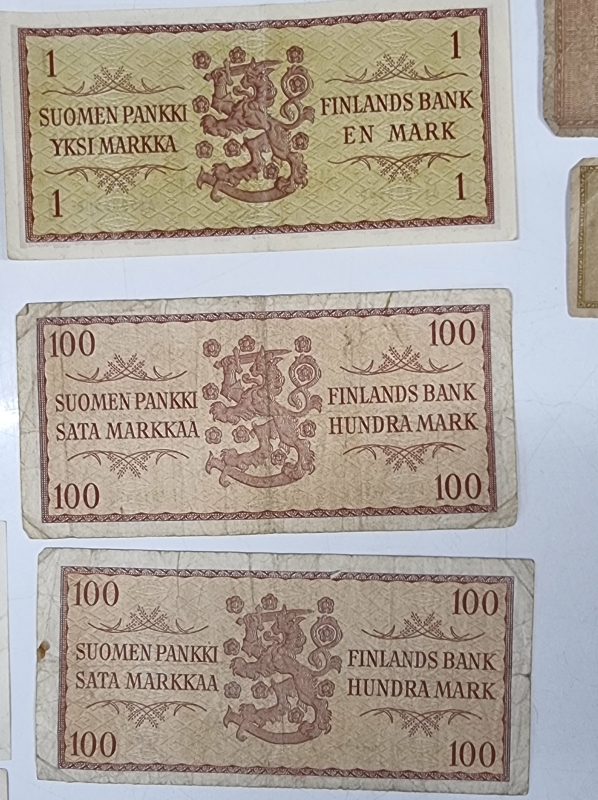 1 1
SUOMEN PANKKI FINLANDS BANK
YKSI MARKKA EN MARK
1 1
100 100
SUOMEN PANKKI FINLANDS BANK
SATA MARKKAA HUNDRA MARK
100 100
100 100
SUOMEN PANKKI FINLANDS BANK
SATA MARKKAA HUNDRA MARK
100 100